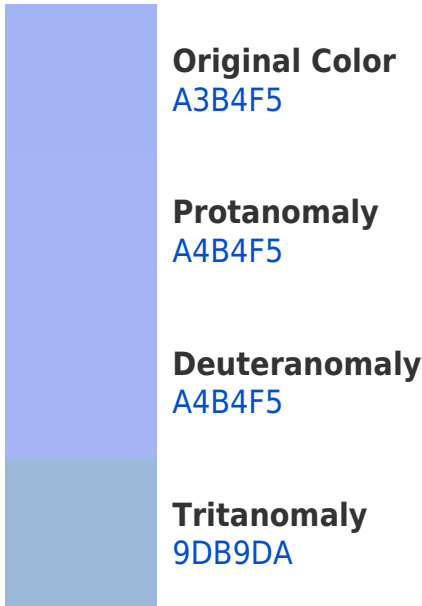 Original Color
A3B4F5
Protanomaly
A4B4F5
Deuteranomaly
A4B4F5
Tritanomaly
9DB9DA